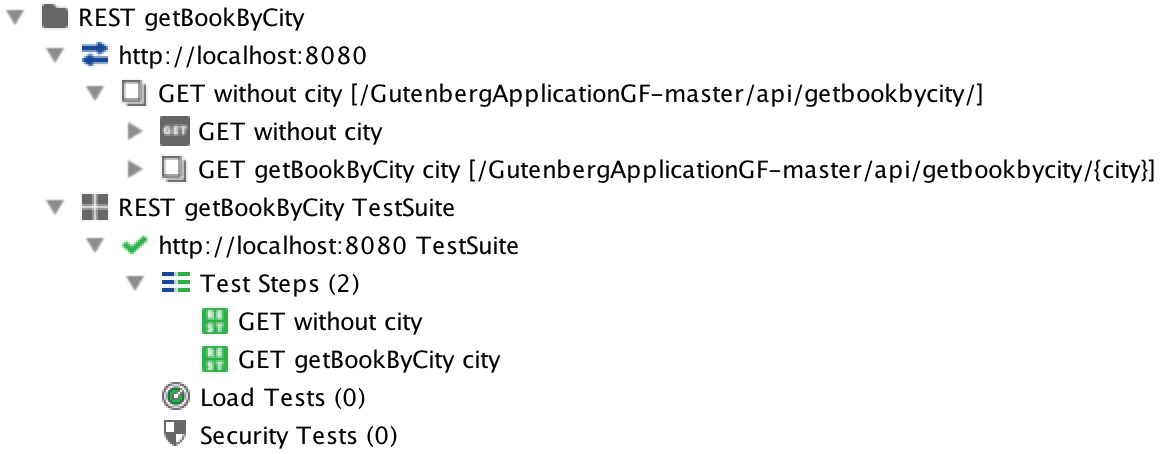 REST getBookByCity
http://localhost:8080
GET without city [/GutenbergApplicationGF-master/api/getbookbycity/]
GET GET without city
GET getBookByCity city [/GutenbergApplicationGF-master/api/getbookbycity/{city}]
REST getBookByCity TestSuite
http://localhost:8080 TestSuite
Test Steps (2)
REST GET without city
REST GET getBookByCity city
Load Tests (0)
Security Tests (0)